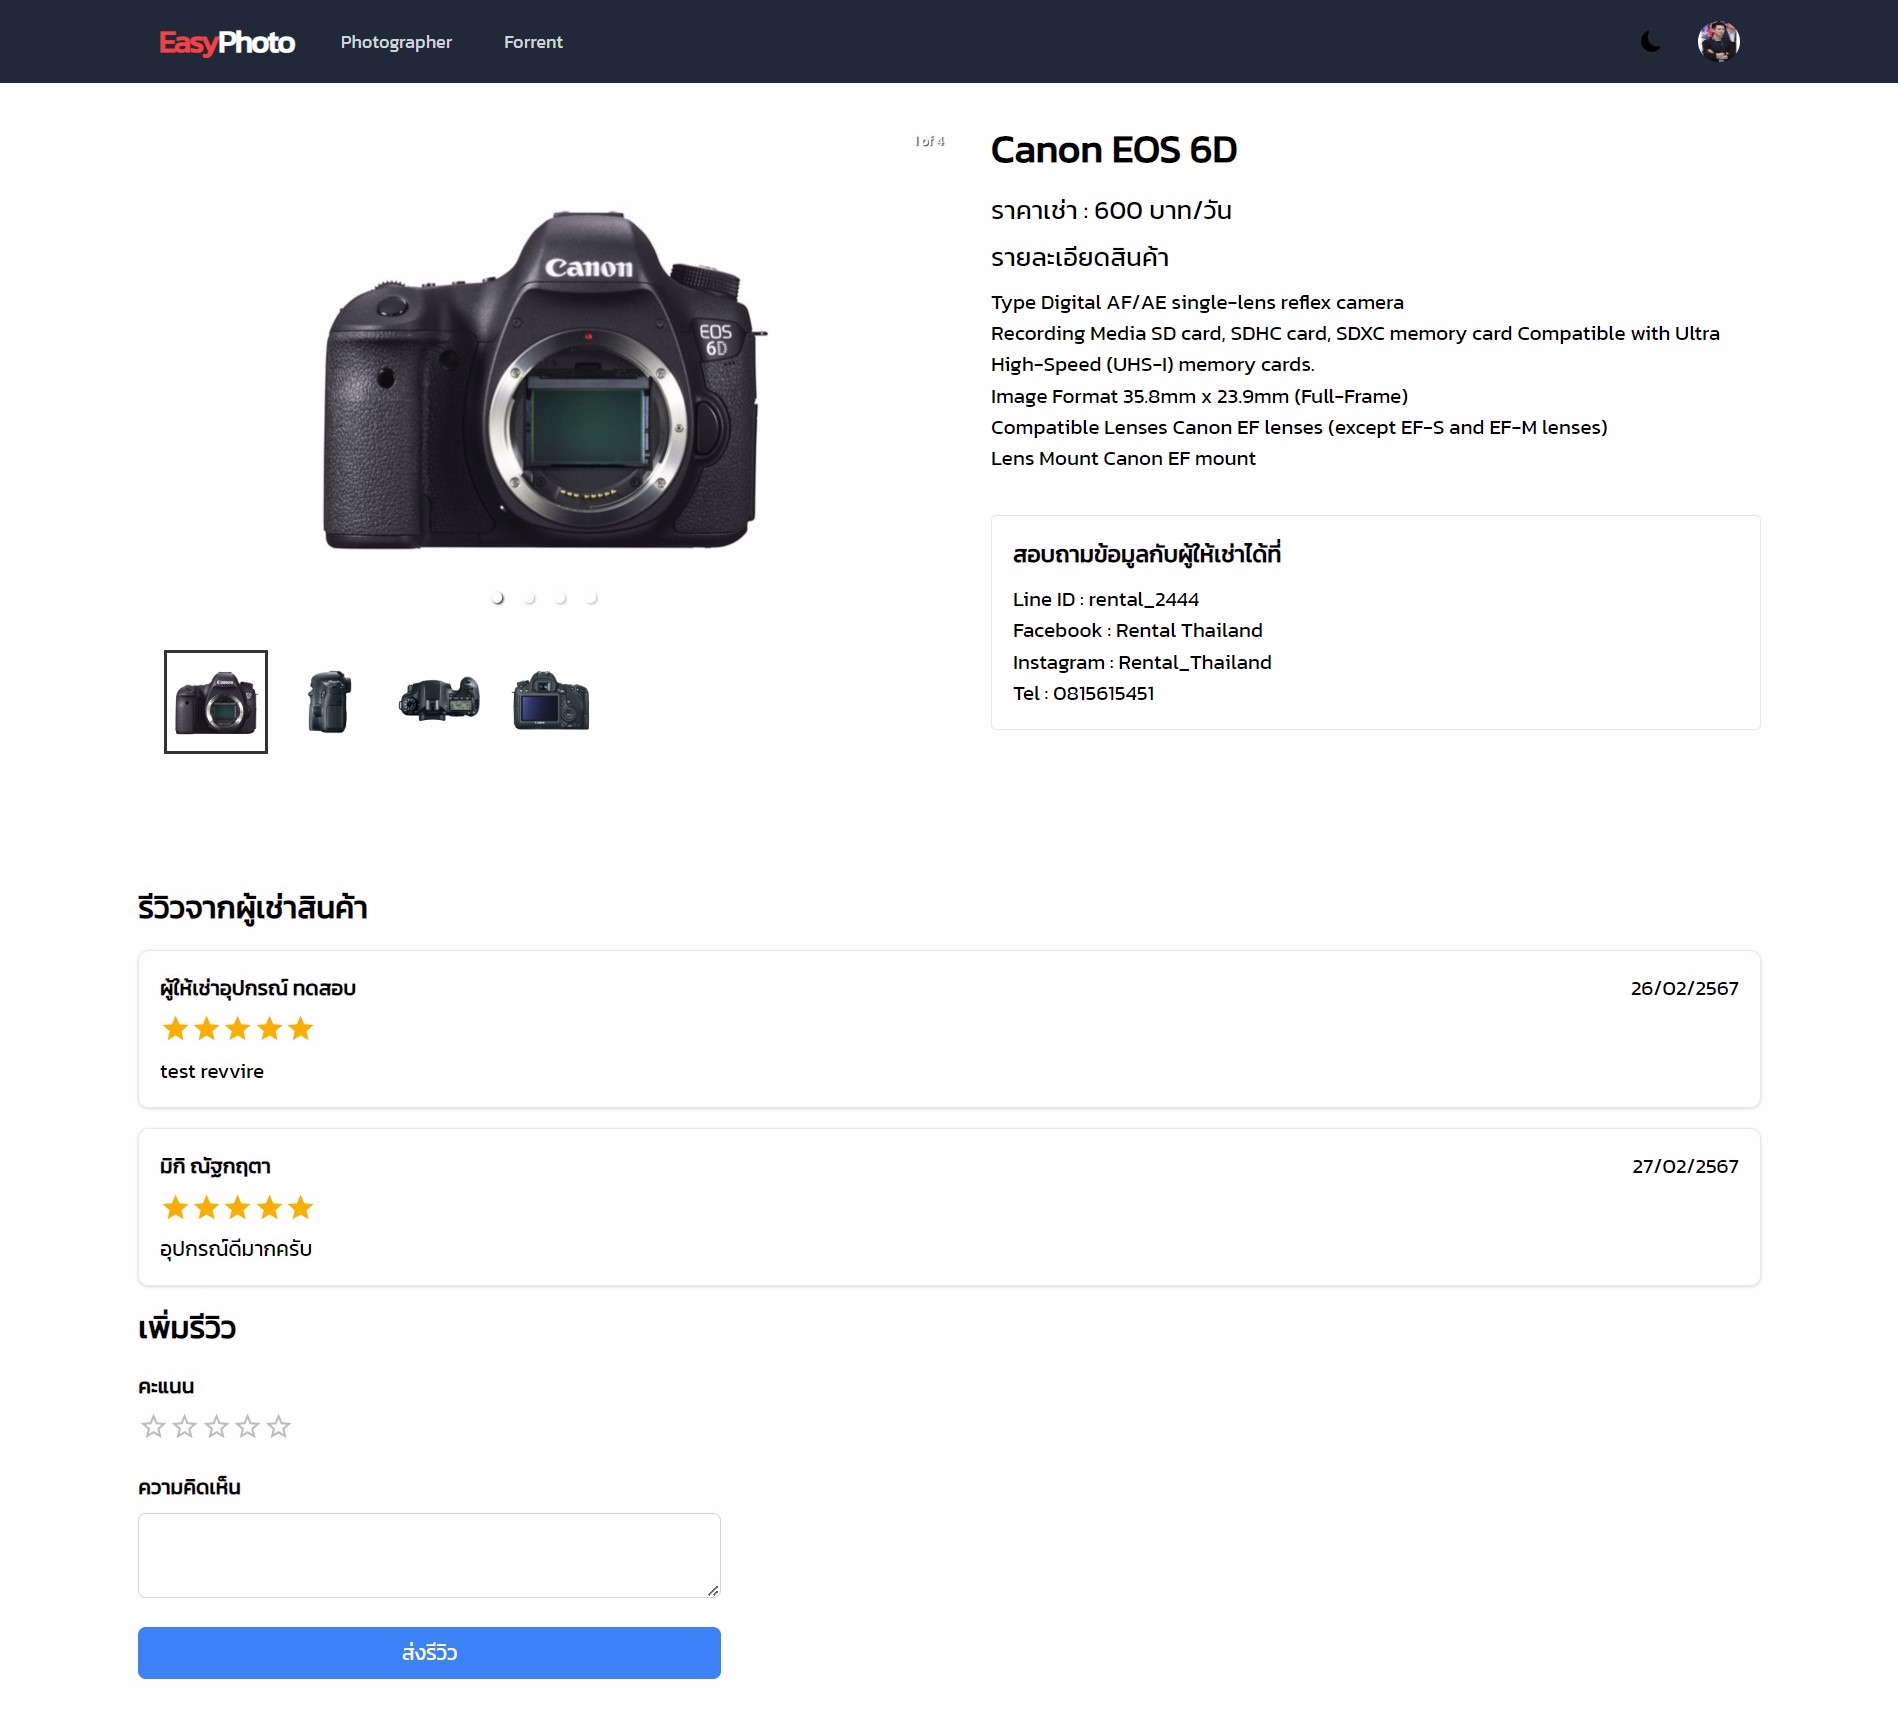 EasyPhoto
Photographer
Forrent
1 of 4
Canon
EOS
6D
Canon EOS 6D
ราคาเช่า : 600 บาท/วัน
รายละเอียดสินค้า
Type Digital AF/AE single-lens reflex camera
Recording Media SD card, SDHC card, SDXC memory card Compatible with Ultra
High-Speed (UHS-I) memory cards.
Image Format 35.8mm x 23.9mm (Full-Frame)
Compatible Lenses Canon EF lenses (except EF-S and EF-M lenses)
Lens Mount Canon EF mount
สอบถามข้อมูลกับผู้ให้เช่าได้ที่
Line ID : rental_2444
Facebook : Rental Thailand
Instagram : Rental_Thailand
Tel : 0815615451
รีวิวจากผู้เช่าสินค้า
ผู้ให้เช่าอุปกรณ์ ทดสอบ
26/02/2567
test revvire
มิกิ ณัฐกฤตา
27/02/2567
อุปกรณ์ดีมากครับ
เพิ่มรีวิว
คะแนน
ความคิดเห็น
ส่งรีวิว